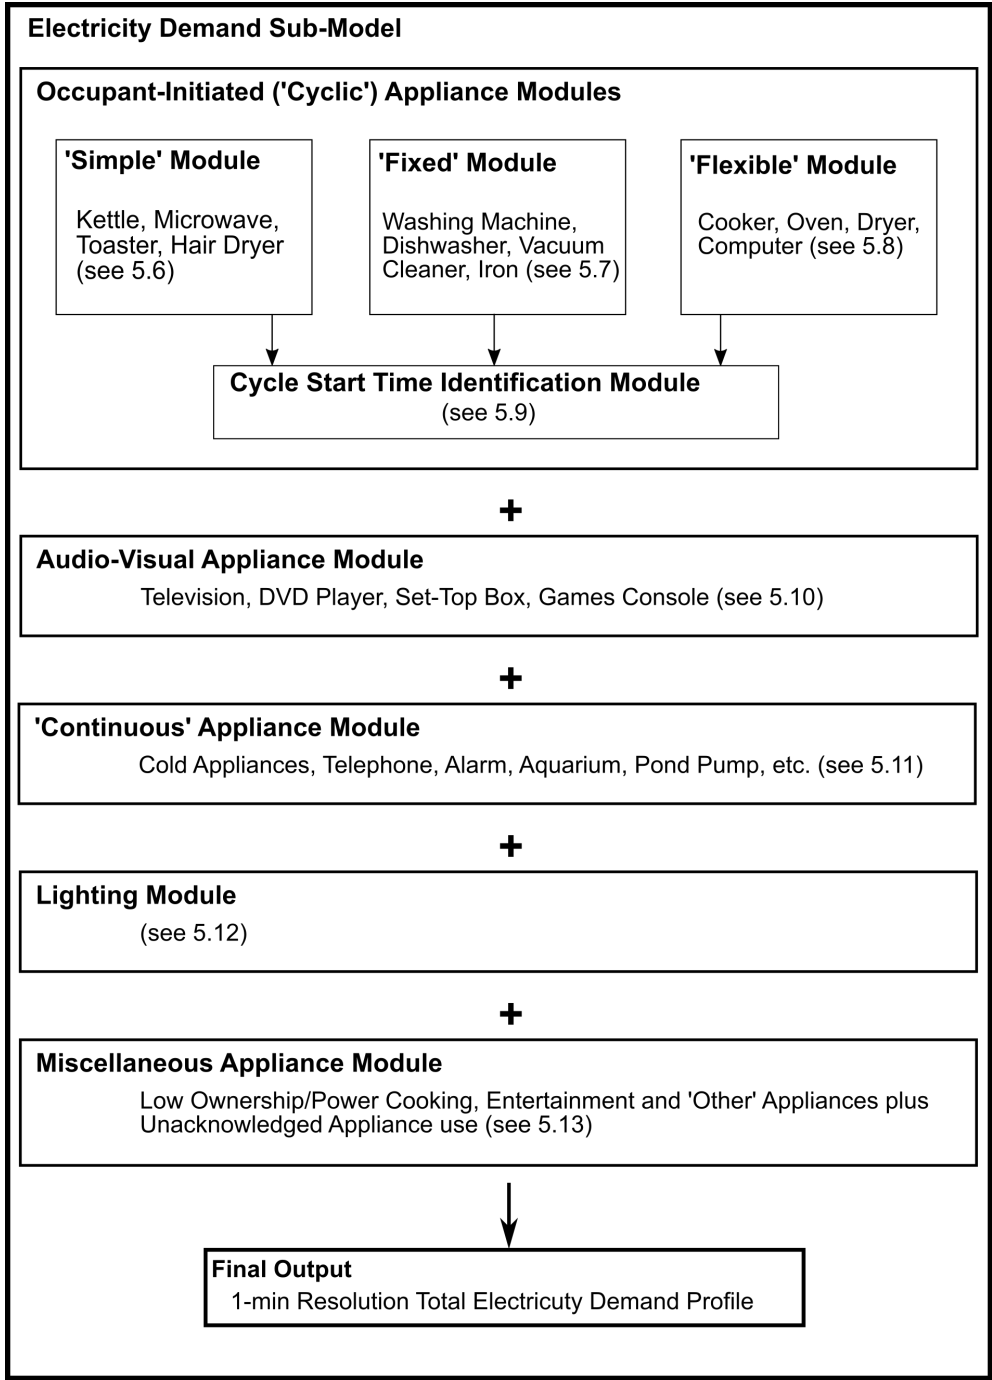 Electricity Demand Sub-Model
Occupant-Initiated ('Cyclic') Appliance Modules
'Simple' Module
Kettle, Microwave,
Toaster, Hair Dryer
(see 5.6)
'Fixed' Module
Washing Machine,
Dishwasher, Vacuum
Cleaner, Iron (see 5.7)
'Flexible' Module
Cooker, Oven, Dryer,
Computer (see 5.8)
Cycle Start Time Identification Module
(see 5.9)
+
Audio-Visual Appliance Module
Television, DVD Player, Set-Top Box, Games Console (see 5.10)
+
'Continuous' Appliance Module
Cold Appliances, Telephone, Alarm, Aquarium, Pond Pump, etc. (see 5.11)
+
Lighting Module
(see 5.12)
+
Miscellaneous Appliance Module
Low Ownership/Power Cooking, Entertainment and 'Other' Appliances plus
Unacknowledged Appliance use (see 5.13)
Final Output
1-min Resolution Total Electricuty Demand Profile